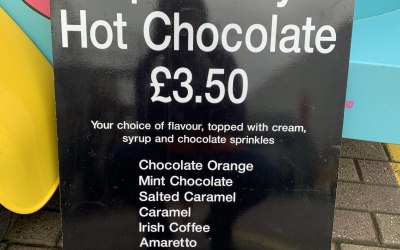 Hot Chocolate
£3.50
Your choice of flavour, topped with cream,
syrup and chocolate sprinkles
Chocolate Orange
Mint Chocolate
Salted Caramel
Caramel
Irish Coffee
Amaretto